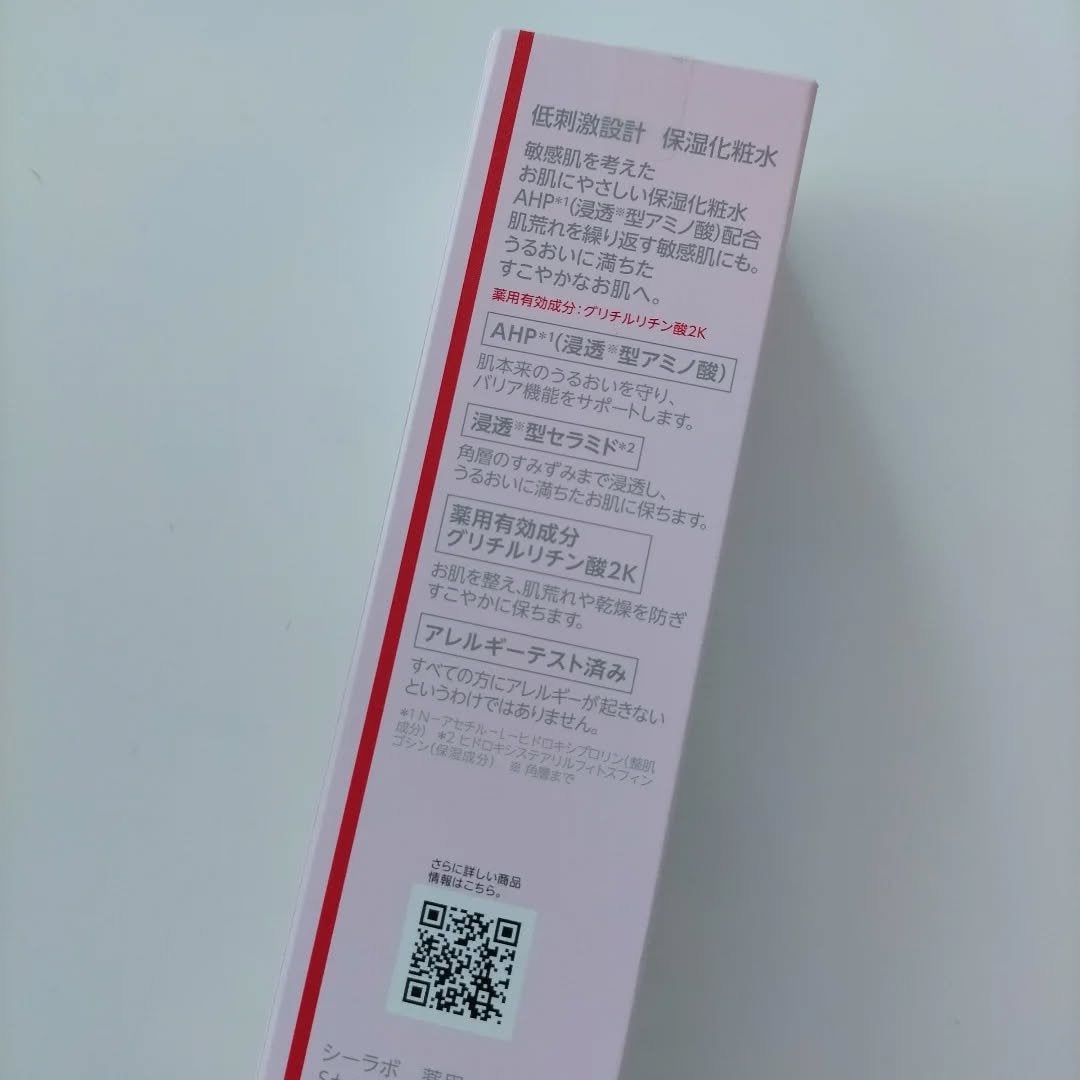 低刺激設計 保湿化粧水
敏感肌を考えた
お肌にやさしい保湿化粧水
AHP*1(浸透※型アミノ酸)配合
肌荒れを繰り返す敏感肌にも。
うるおいに満ちた
すこやかなお肌へ。
薬用有効成分:グリチルリチン酸2K
AHP*1(浸透※型アミノ酸)
肌本来のうるおいを守り、
バリア機能をサポートします。
浸透※型セラミド*2
角層のすみずみまで浸透し、
うるおいに満ちたお肌に保ちます。
薬用有効成分
グリチルリチン酸2K
お肌を整え、肌荒れや乾燥を防ぎ
すこやかに保ちます。
アレルギーテスト済み
すべての方にアレルギーが起きない
というわけではありません。
*1 N-アセチル-L-ヒドロキシプロリン(整肌
成分) *2 ヒドロキシステアリルフィトスフィン
ゴシン(保湿成分) ※ 角層まで
さらに詳しい商品
情報はこちら。
シーラボ 薬用